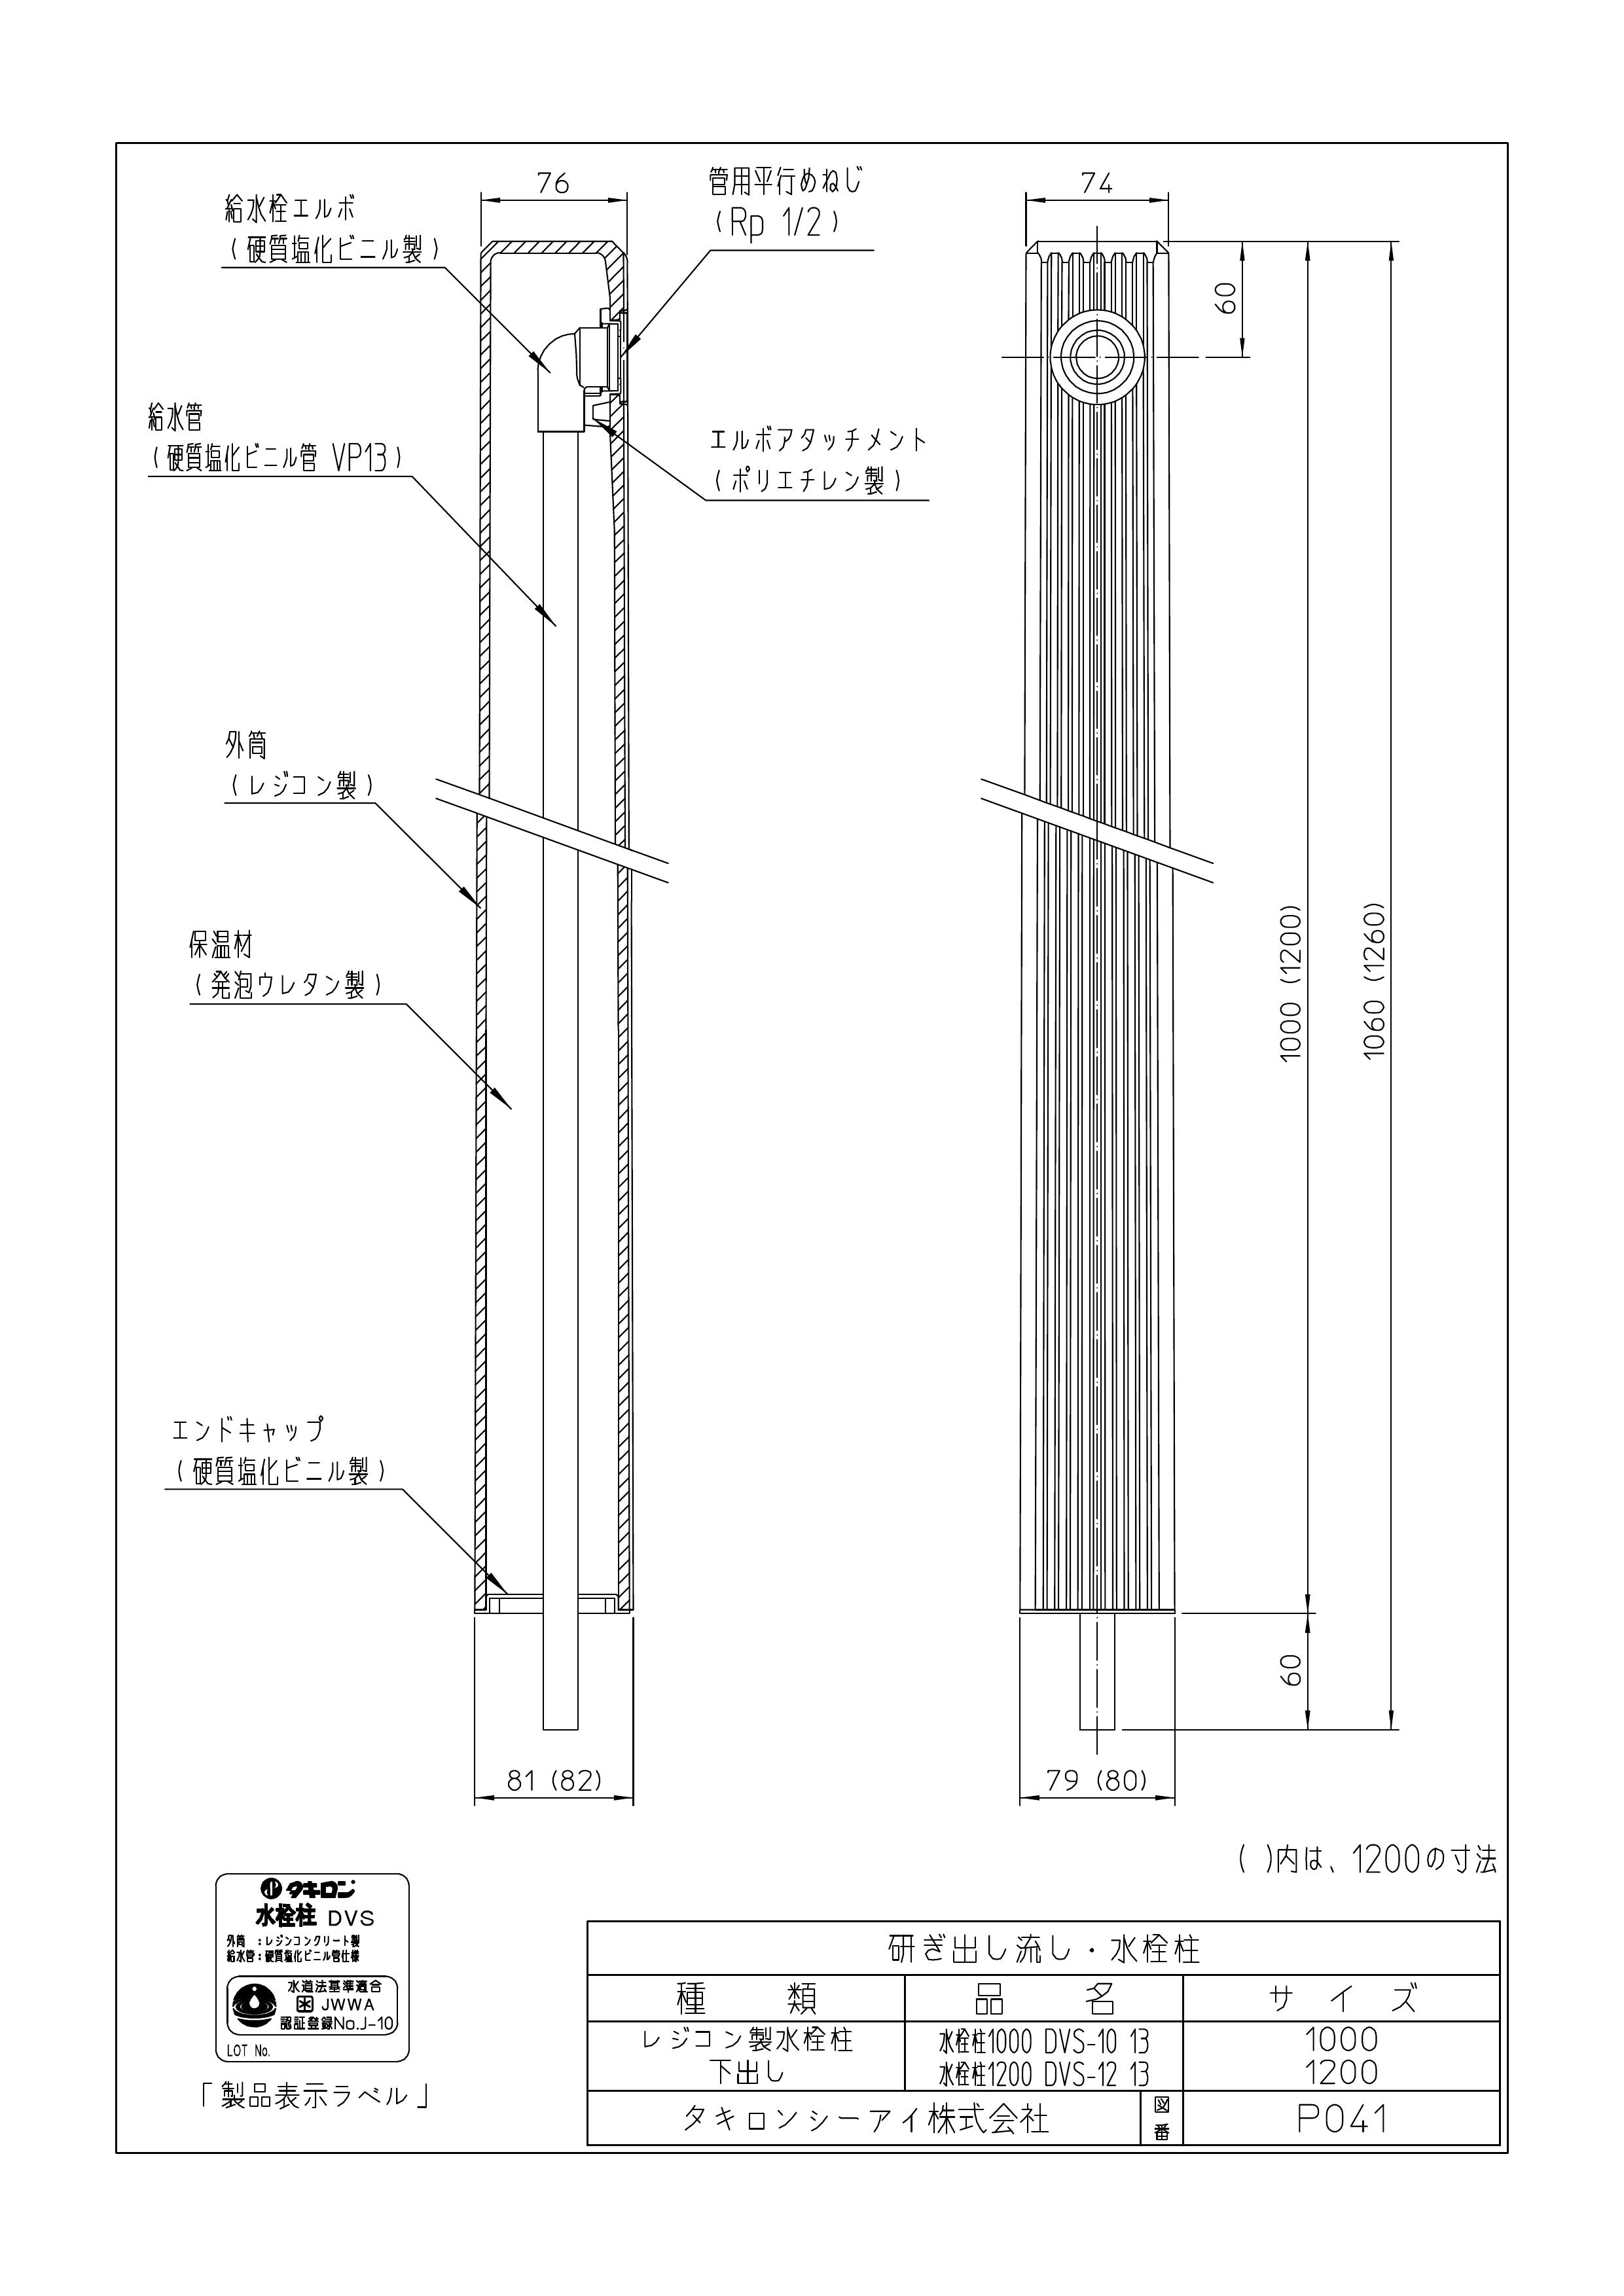 76
管用平行めねじ
（Rp 1/2）
74
給水栓エルボ
（硬質塩化ビニル製）
60
給水管
（硬質塩化ビニル管 VP13）
エルボアタッチメント
（ポリエチレン製）
外筒
（レジコン製）
保温材
（発泡ウレタン製）
1000 (1200)
1060 (1260)
エンドキャップ
（硬質塩化ビニル製）
60
81 (82)
79 (80)
（ ）内は、1200の寸法
タキロン
水栓柱 DVS
外筒 ：レジンコンクリート製
給水管：硬質塩化ビニル管仕様
水道法基準適合
JWWA
認証登録No.J-10
LOT No.
「製品表示ラベル」
研ぎ出し流し・水栓柱
種 類 品 名 サ イ ズ
レジコン製水栓柱 水栓柱1000 DVS-10 13 1000
下出し 水栓柱1200 DVS-12 13 1200
タキロンシーアイ株式会社 図番 P041